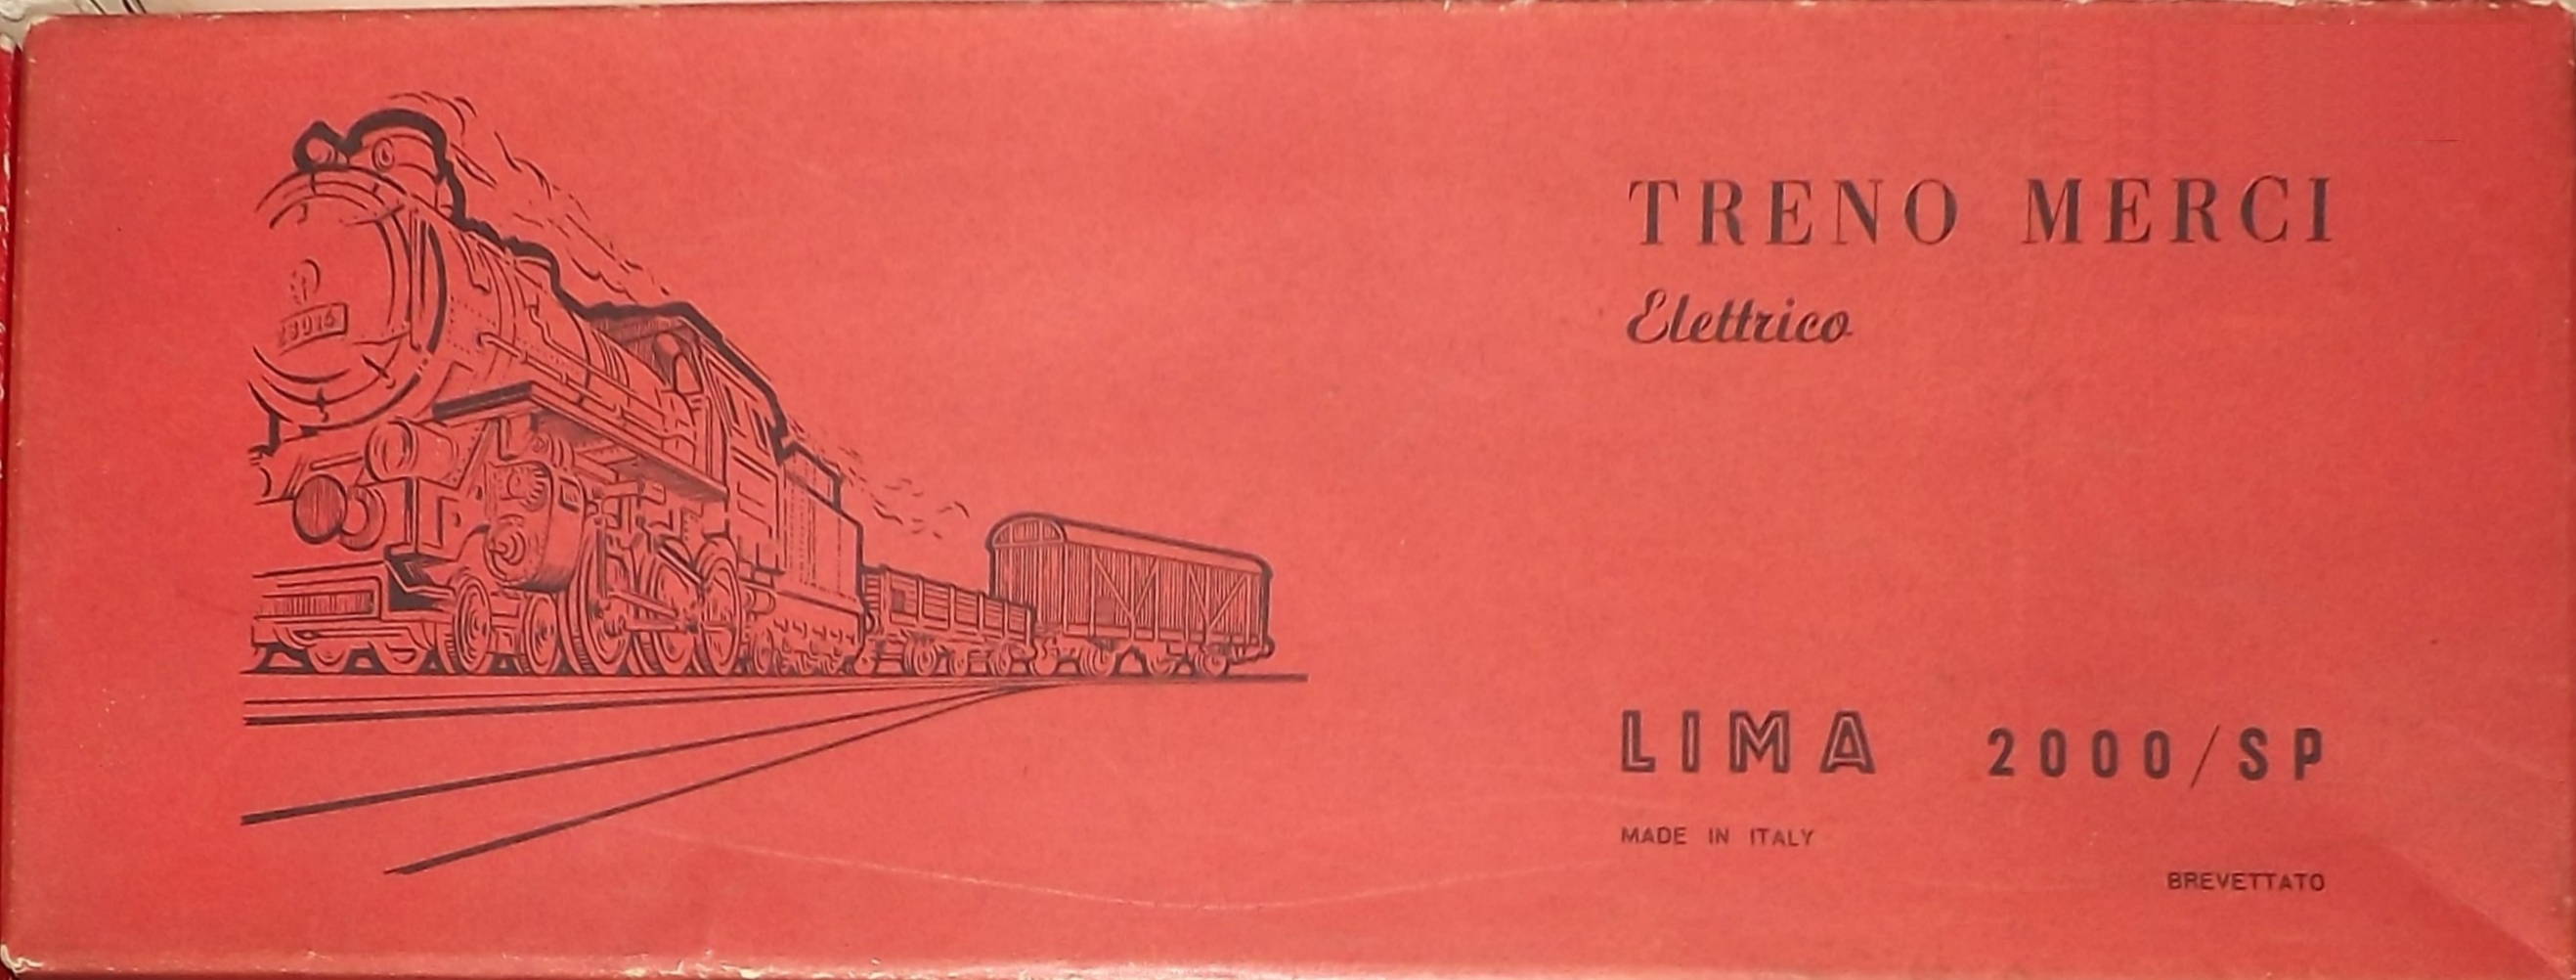 TRENO MERCI
Elettrico
LIMA 2000/SP
MADE IN ITALY
BREVETTATO